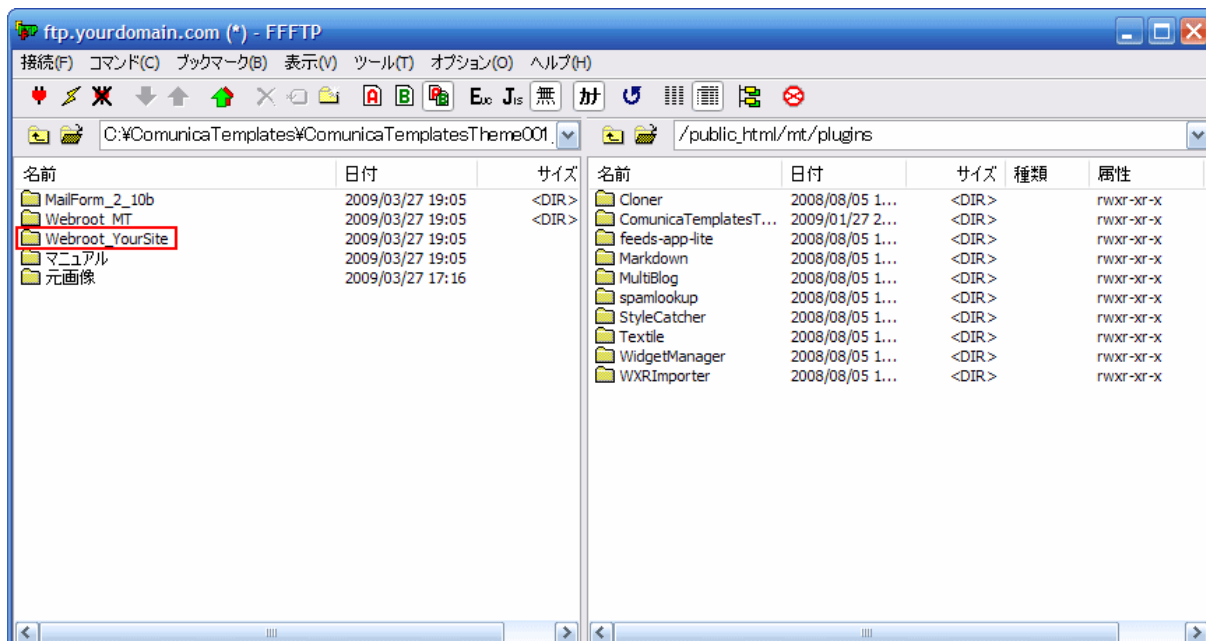 ftp.yourdomain.com (*) - FFFTP
接続(F) コマンド(C) ブックマーク(B) 表示(V) ツール(T) オプション(O) ヘルプ(H)
A B Euc JIS 無 カナ
C:¥ComunicaTemplates¥ComunicaTemplatesTheme001_ /public_html/mt/plugins
名前 日付 サイズ 名前 日付 サイズ 種類 属性
MailForm_2_10b 2009/03/27 19:05 <DIR> Cloner 2008/08/05 1... <DIR> rwxr-xr-x
Webroot_MT 2009/03/27 19:05 <DIR> ComunicaTemplatesT... 2009/01/27 2... <DIR> rwxr-xr-x
Webroot_YourSite 2009/03/27 19:05 feeds-app-lite 2008/08/05 1... <DIR> rwxr-xr-x
マニュアル 2009/03/27 19:05 Markdown 2008/08/05 1... <DIR> rwxr-xr-x
元画像 2009/03/27 17:16 MultiBlog 2008/08/05 1... <DIR> rwxr-xr-x
spamlookup 2008/08/05 1... <DIR> rwxr-xr-x
StyleCatcher 2008/08/05 1... <DIR> rwxr-xr-x
Textile 2008/08/05 1... <DIR> rwxr-xr-x
WidgetManager 2008/08/05 1... <DIR> rwxr-xr-x
WXRImporter 2008/08/05 1... <DIR> rwxr-xr-x